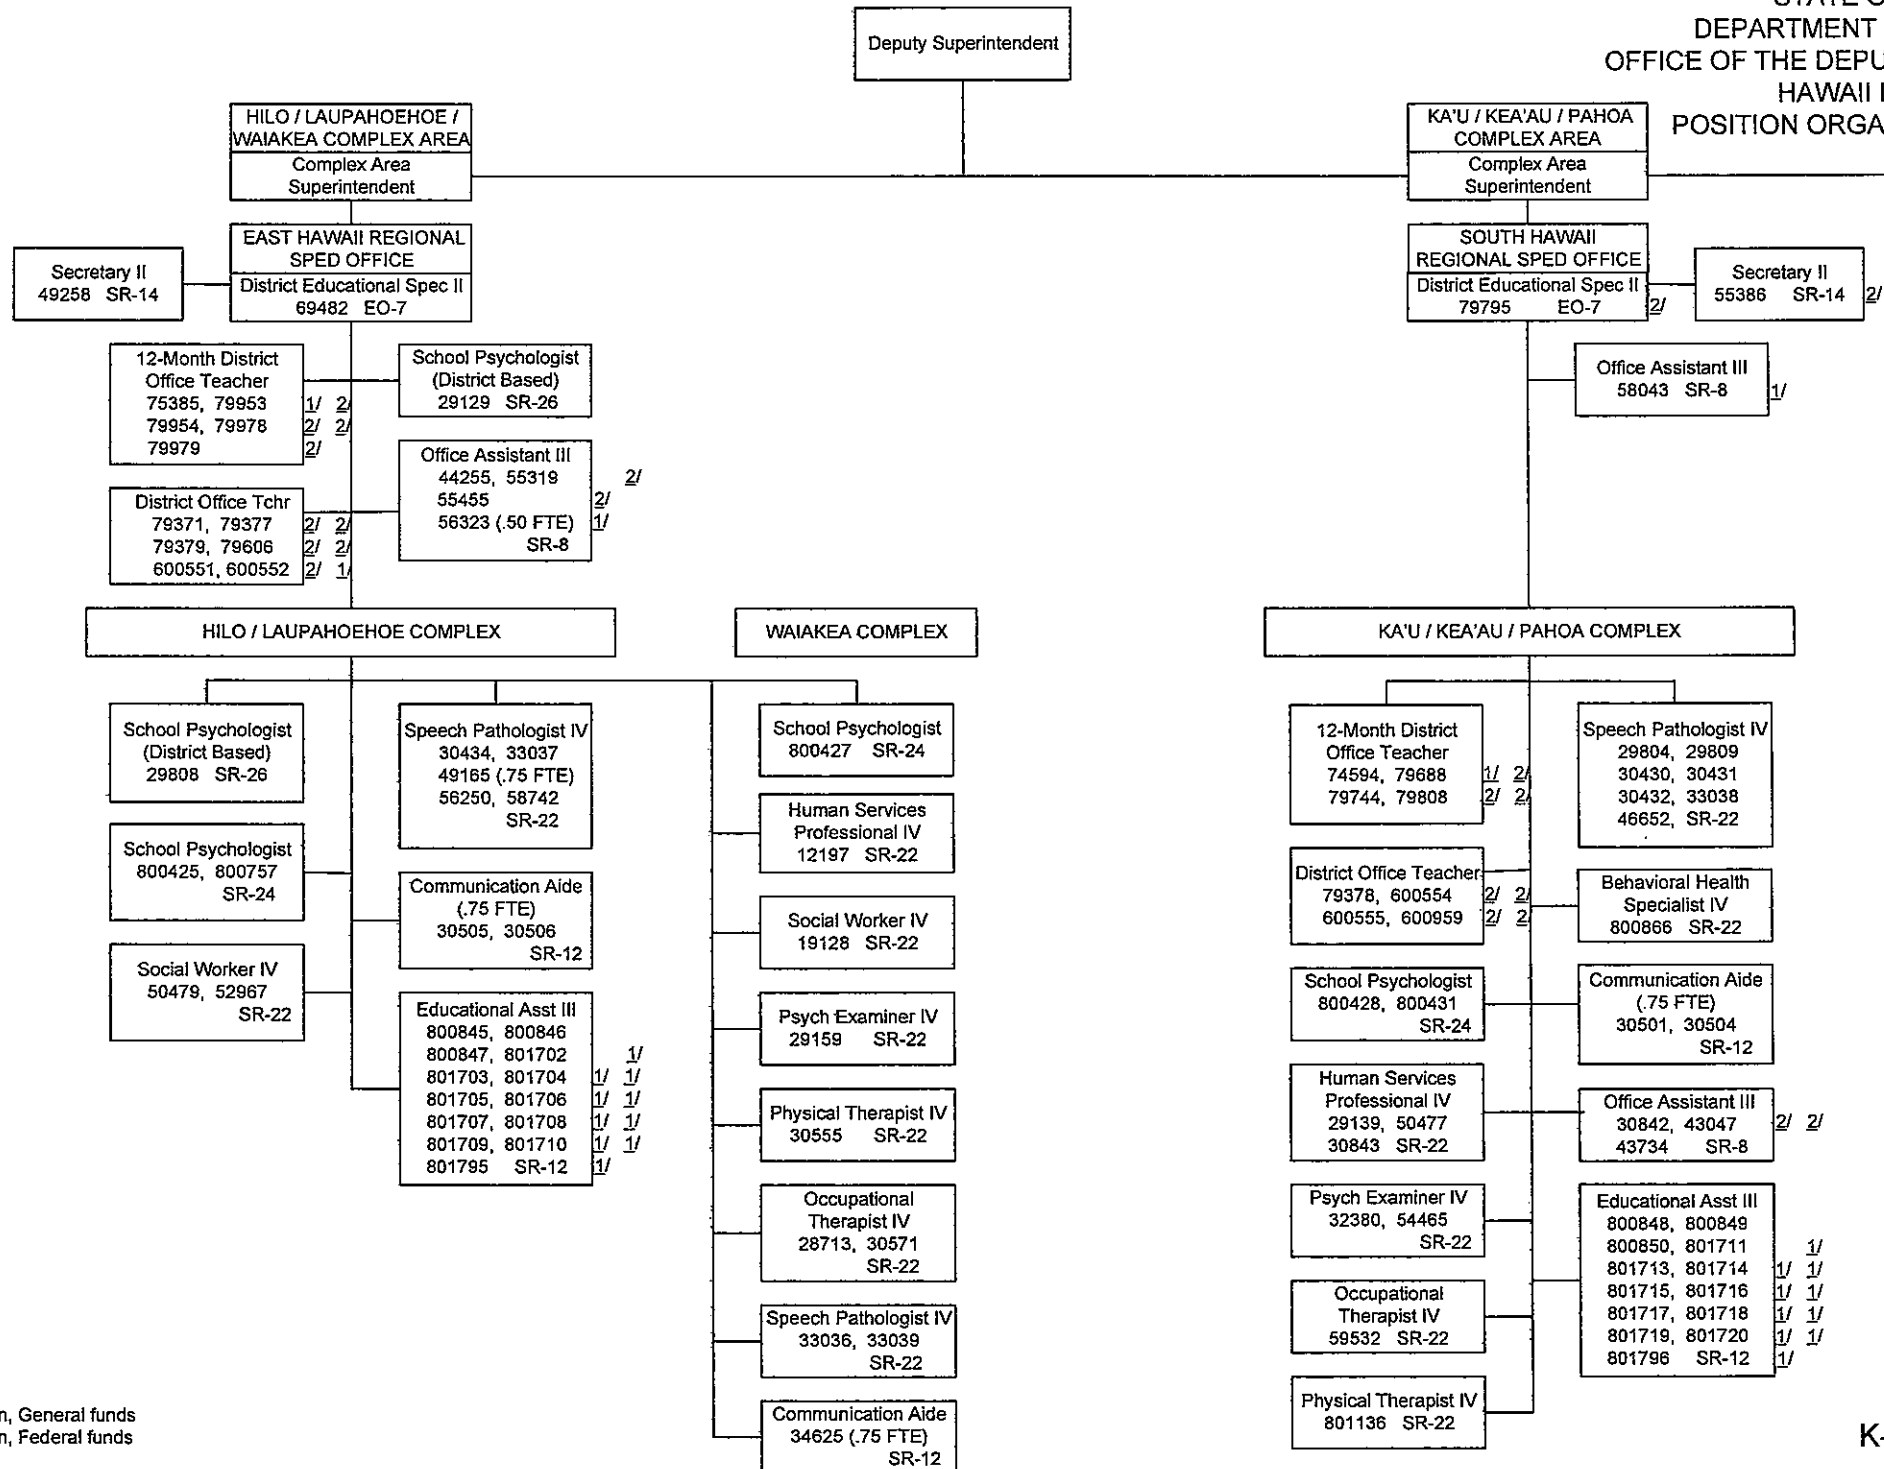 STATE O
DEPARTMENT
OFFICE OF THE DEPU
HAWAII
POSITION ORGA
Deputy Superintendent
HILO / LAUPAHOEHOE /
WAIAKEA COMPLEX AREA
Complex Area
Superintendent
KA'U / KEA'AU / PAHOA
COMPLEX AREA
Complex Area
Superintendent
EAST HAWAII REGIONAL
SPED OFFICE
District Educational Spec II
69482 EO-7
Secretary II
49258 SR-14
SOUTH HAWAII
REGIONAL SPED OFFICE
District Educational Spec II
79795 EO-7 2/
Secretary II
55386 SR-14 2/
12-Month District
Office Teacher
75385, 79953 1/ 2/
79954, 79978 2/ 2/
79979 2/
School Psychologist
(District Based)
29129 SR-26
Office Assistant III
58043 SR-8 1/
District Office Tchr
79371, 79377 2/ 2/
79379, 79606 2/ 2/
600551, 600552 2/ 1/
Office Assistant III
44255, 55319 2/
55455 2/
56323 (.50 FTE) 1/
SR-8
HILO / LAUPAHOEHOE COMPLEX
WAIAKEA COMPLEX
KA'U / KEA'AU / PAHOA COMPLEX
School Psychologist
(District Based)
29808 SR-26
School Psychologist
800425, 800757
SR-24
Social Worker IV
50479, 52967
SR-22
Speech Pathologist IV
30434, 33037
49165 (.75 FTE)
56250, 58742
SR-22
Communication Aide
(.75 FTE)
30505, 30506
SR-12
Educational Asst III
800845, 800846
800847, 801702 1/
801703, 801704 1/ 1/
801705, 801706 1/ 1/
801707, 801708 1/ 1/
801709, 801710 1/ 1/
801795 SR-12 1/
School Psychologist
800427 SR-24
Human Services
Professional IV
12197 SR-22
Social Worker IV
19128 SR-22
Psych Examiner IV
29159 SR-22
Physical Therapist IV
30555 SR-22
Occupational
Therapist IV
28713, 30571
SR-22
Speech Pathologist IV
33036, 33039
SR-22
Communication Aide
34625 (.75 FTE)
SR-12
12-Month District
Office Teacher
74594, 79688 1/ 2/
79744, 79808 2/ 2/
District Office Teacher
79378, 600554 2/ 2/
600555, 600959 2/ 2/
School Psychologist
800428, 800431
SR-24
Human Services
Professional IV
29139, 50477
30843 SR-22
Psych Examiner IV
32380, 54465
SR-22
Occupational
Therapist IV
59532 SR-22
Physical Therapist IV
801136 SR-22
Speech Pathologist IV
29804, 29809
30430, 30431
30432, 33038
46652, SR-22
Behavioral Health
Specialist IV
800866 SR-22
Communication Aide
(.75 FTE)
30501, 30504
SR-12
Office Assistant III
30842, 43047 2/ 2/
43734 SR-8
Educational Asst III
800848, 800849
800850, 801711 1/
801713, 801714 1/ 1/
801715, 801716 1/ 1/
801717, 801718 1/ 1/
801719, 801720 1/ 1/
801796 SR-12 1/
n, General funds
n, Federal funds
K-